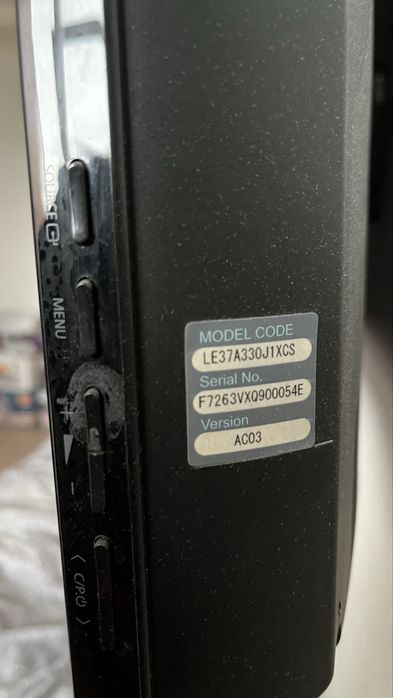 SOURCE
MENU
+
-
< C/P.⏻ >
MODEL CODE
LE37A330J1XCS
Serial No.
F7263VXQ900054E
Version
AC03